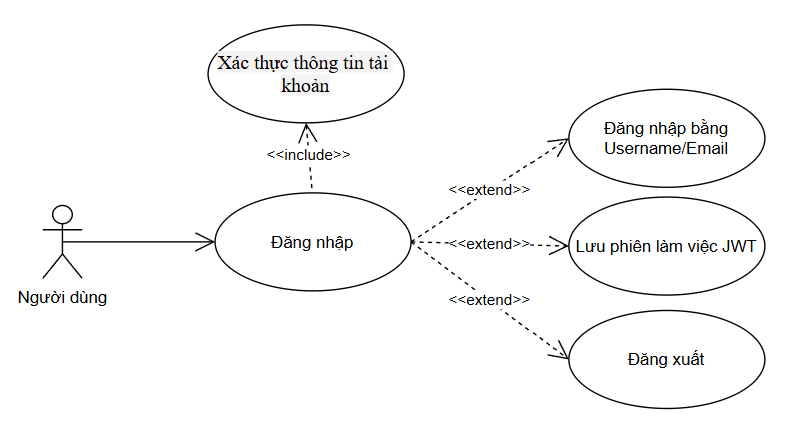 Xác thực thông tin tài
khoản
<<include>>
Đăng nhập bằng
Username/Email
<<extend>>
Đăng nhập
<<extend>>
Lưu phiên làm việc JWT
Người dùng
<<extend>>
Đăng xuất